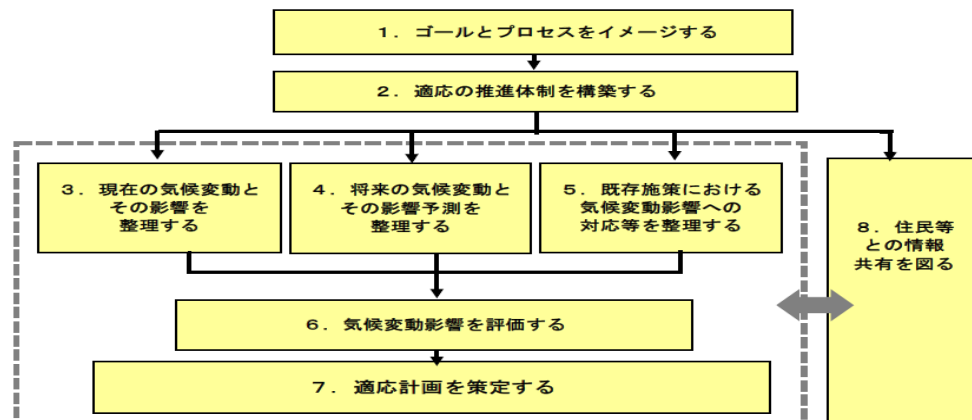 1. ゴールとプロセスをイメージする
2. 適応の推進体制を構築する
3. 現在の気候変動と
その影響を
整理する
4. 将来の気候変動と
その影響予測を
整理する
5. 既存施策における
気候変動影響への
対応等を整理する
8. 住民等
との情報
共有を図る
6. 気候変動影響を評価する
7. 適応計画を策定する